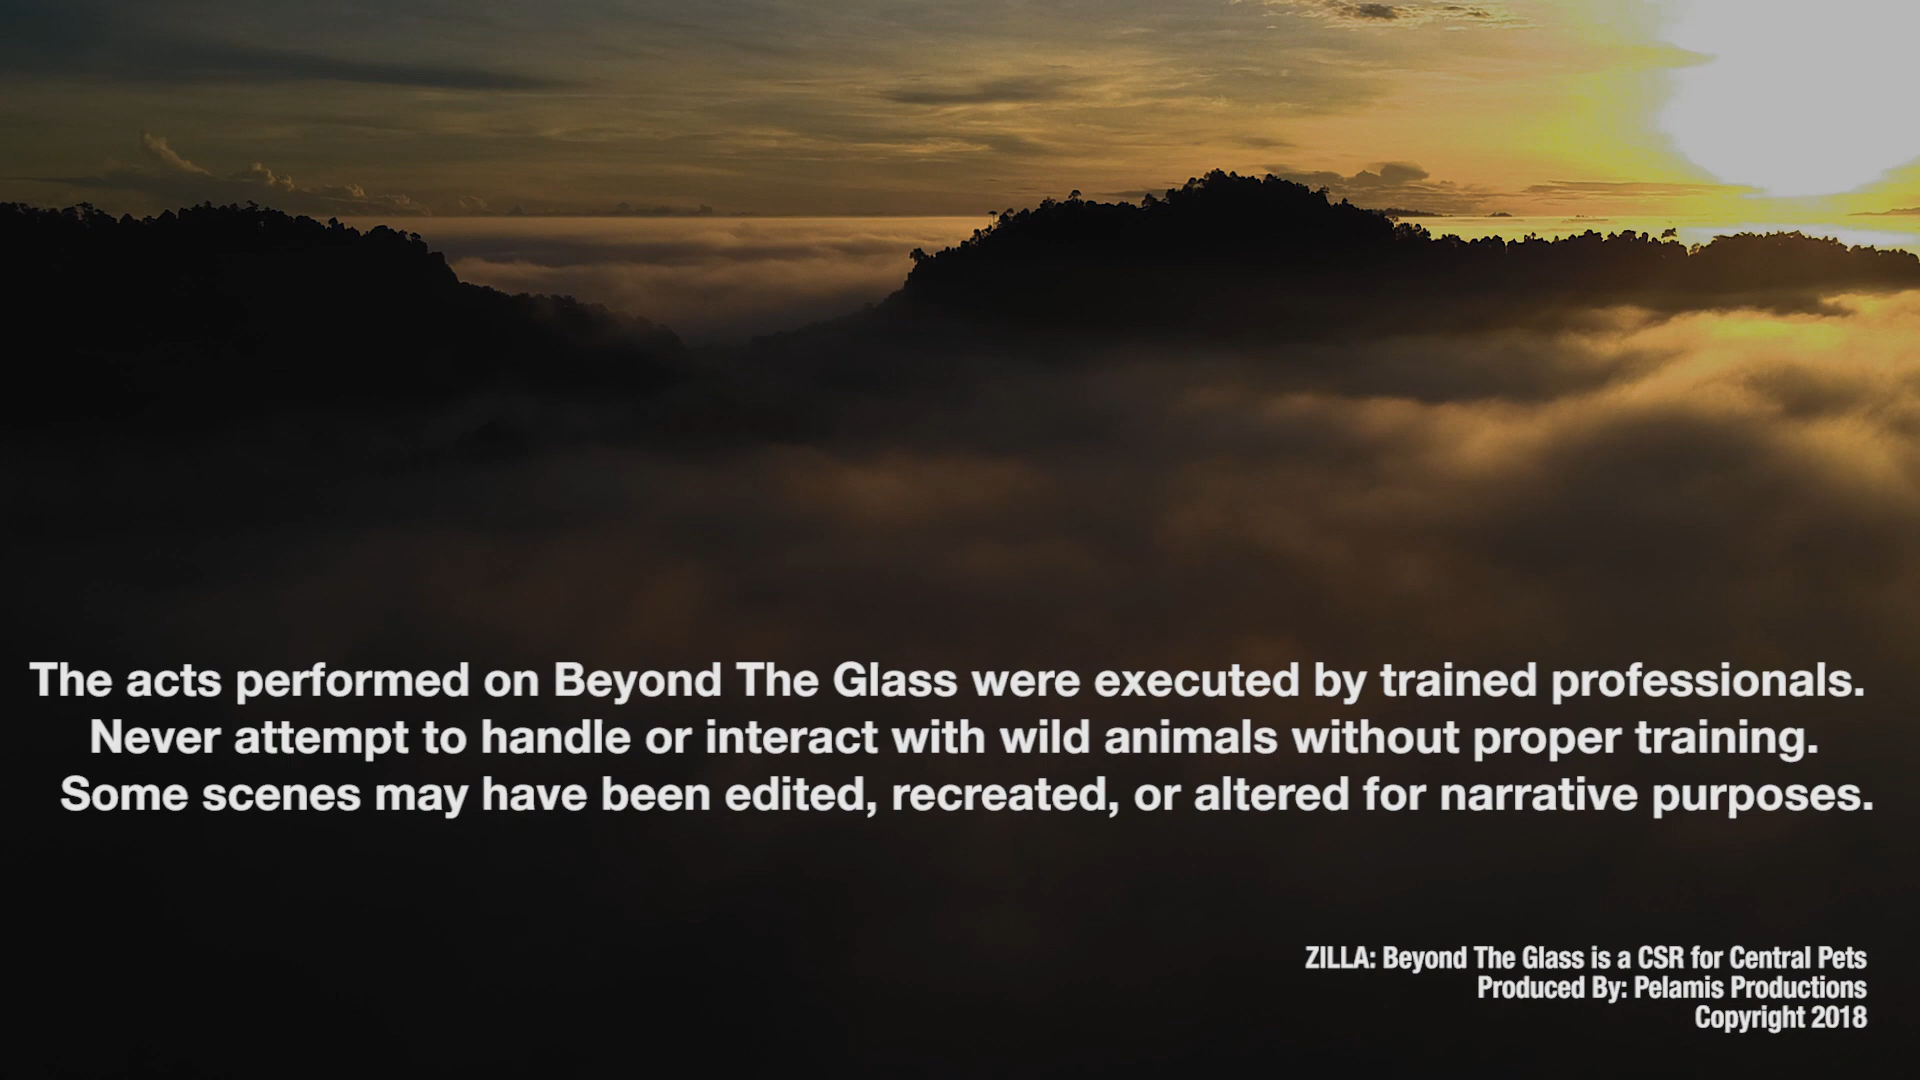 The acts performed on Beyond The Glass were executed by trained professionals.
Never attempt to handle or interact with wild animals without proper training.
Some scenes may have been edited, recreated, or altered for narrative purposes.
ZILLA: Beyond The Glass is a CSR for Central Pets
Produced By: Pelamis Productions
Copyright 2018